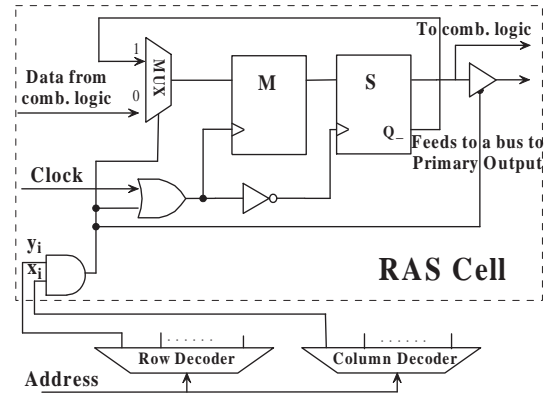 To comb. logic
1
MUX
Data from
comb. logic
0
M
S
Q_
Feeds to a bus to
Primary Output
Clock
yi
xi
RAS Cell
. . . . . .
Row Decoder
. . . . . .
Column Decoder
Address